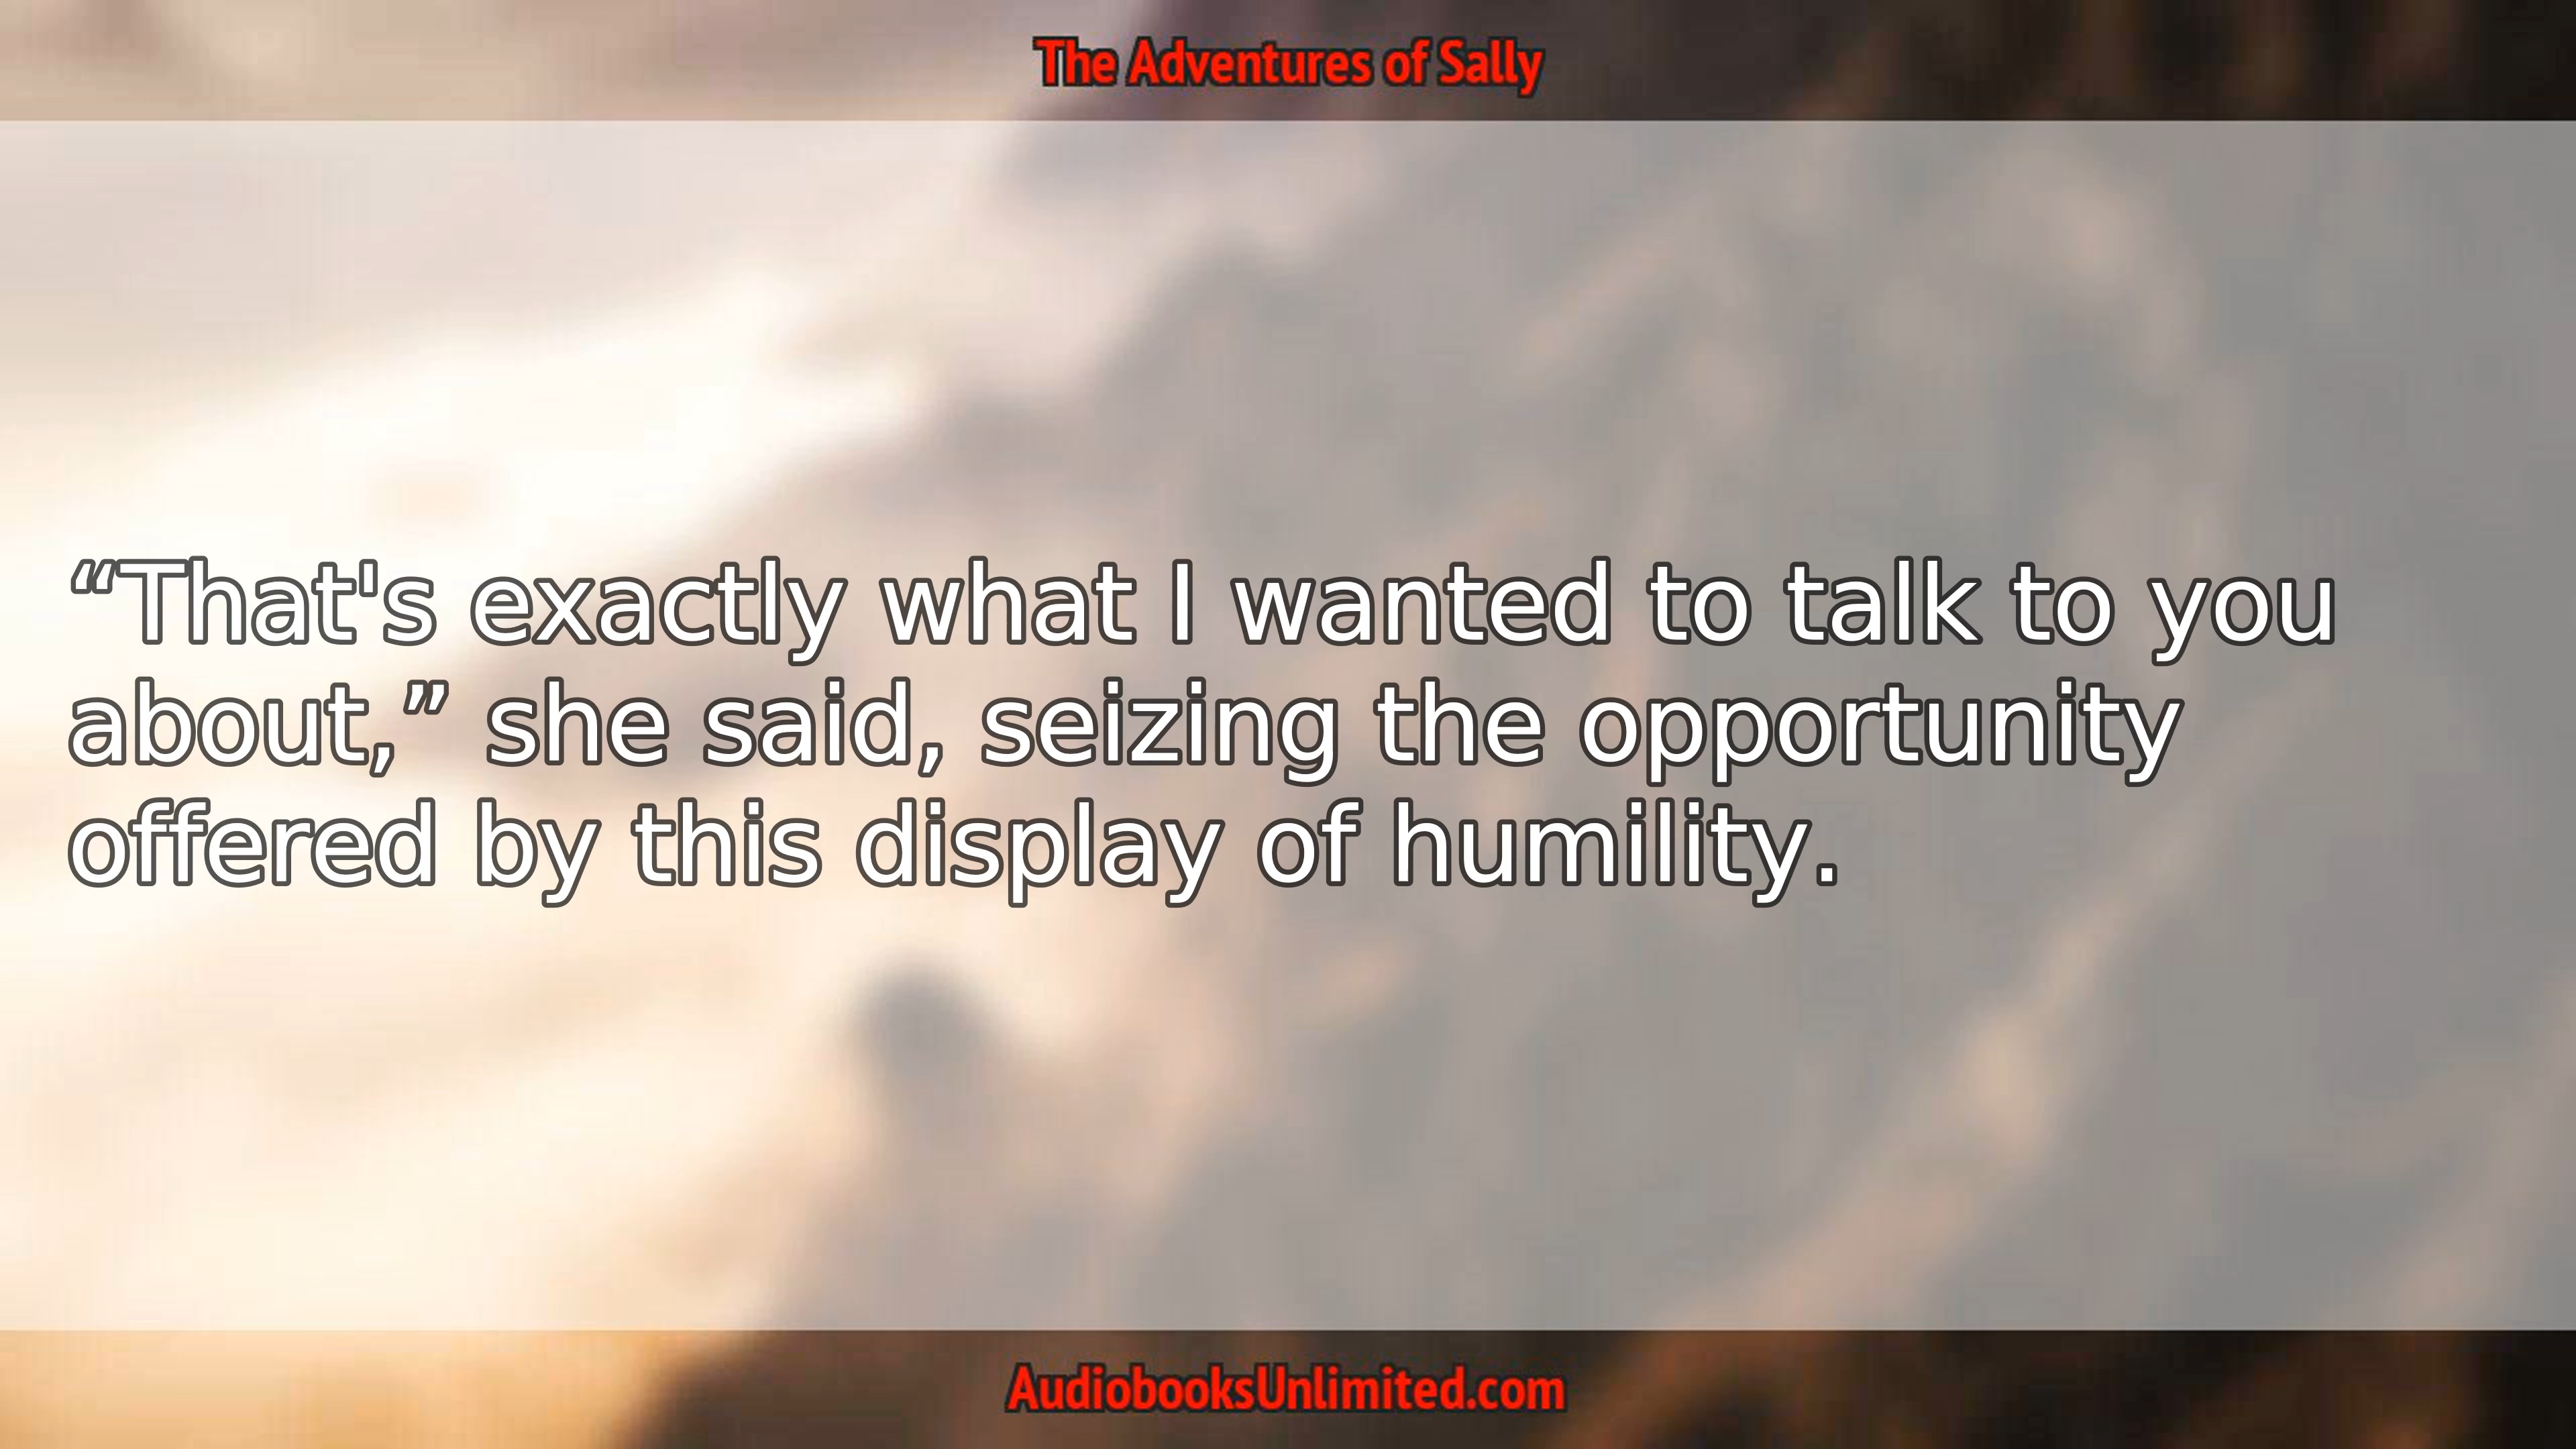 The Adventures of Sally
“That's exactly what I wanted to talk to you
about,” she said, seizing the opportunity
offered by this display of humility.
AudiobooksUnlimited.com